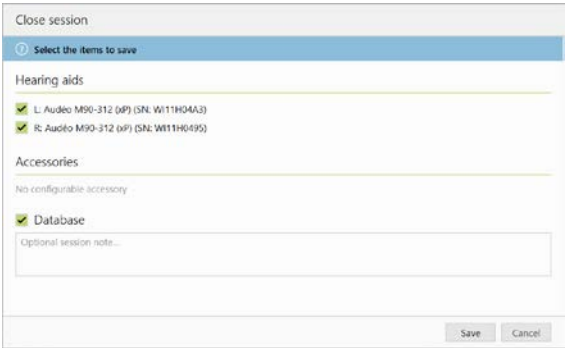 Close session
Select the items to save
Hearing aids
L: Audéo M90-312 (xP) (SN: WI11H04A3)
R: Audéo M90-312 (xP) (SN: WI11H0495)
Accessories
No configurable accessory
Database
Optional session note...
Save Cancel